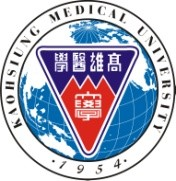 KAOHSIUNG MEDICAL UNIVERSITY
高雄醫學
·1954·